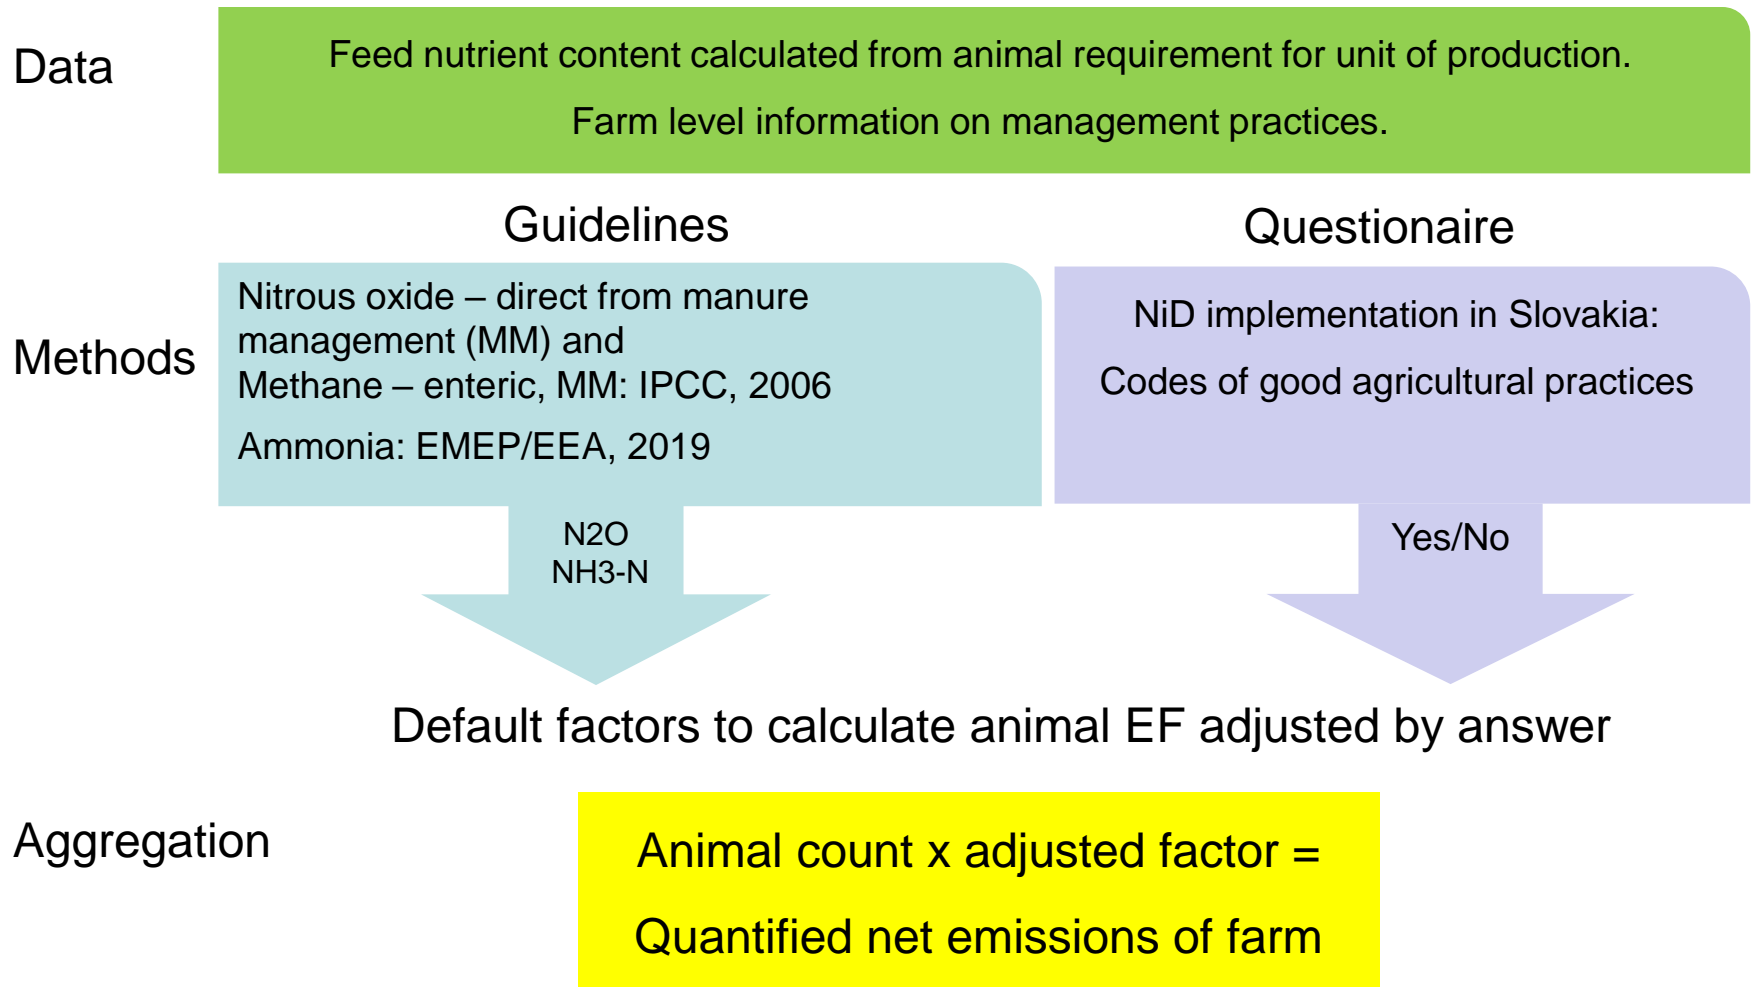 Data
Feed nutrient content calculated from animal requirement for unit of production.
Farm level information on management practices.
Guidelines
Questionaire
Methods
Nitrous oxide – direct from manure
management (MM) and
Methane – enteric, MM: IPCC, 2006
Ammonia: EMEP/EEA, 2019
NiD implementation in Slovakia:
Codes of good agricultural practices
N2O
NH3-N
Yes/No
Default factors to calculate animal EF adjusted by answer
Aggregation
Animal count x adjusted factor =
Quantified net emissions of farm